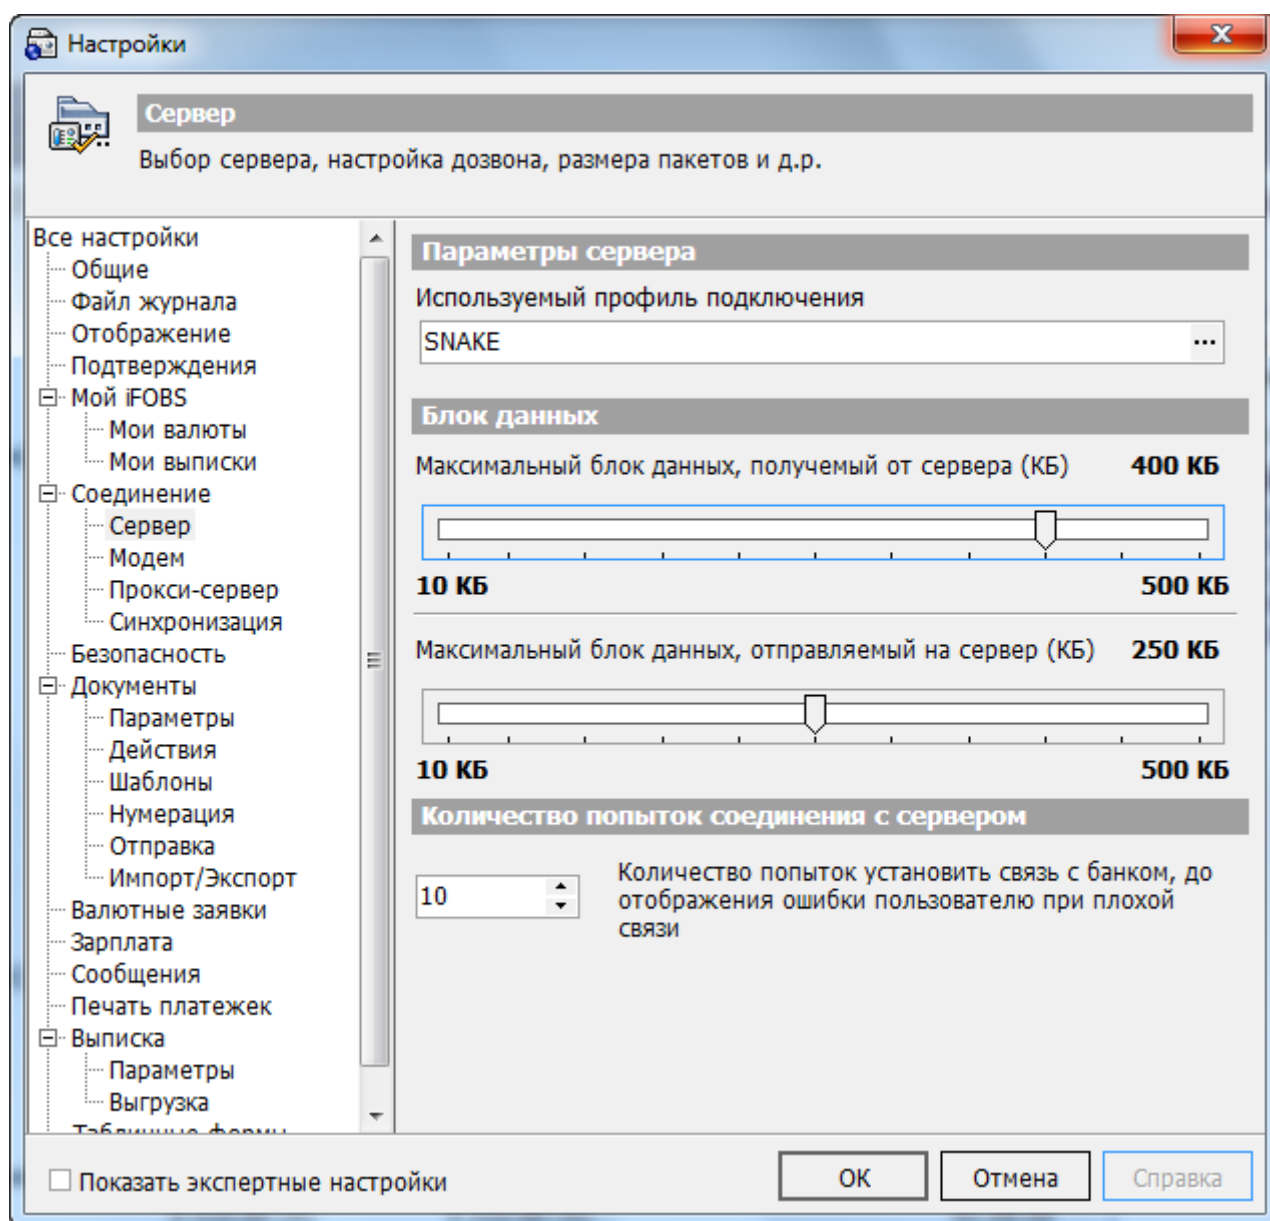 Настройки
Сервер
Выбор сервера, настройка дозвона, размера пакетов и д.р.
Все настройки
Общие
Файл журнала
Отображение
Подтверждения
Мой iFOBS
Мои валюты
Мои выписки
Соединение
Сервер
Модем
Прокси-сервер
Синхронизация
Безопасность
Документы
Параметры
Действия
Шаблоны
Нумерация
Отправка
Импорт/Экспорт
Валютные заявки
Зарплата
Сообщения
Печать платежек
Выписка
Параметры
Выгрузка
Табличные формы
Параметры сервера
Используемый профиль подключения
SNAKE
Блок данных
Максимальный блок данных, получемый от сервера (КБ) 400 КБ
10 КБ 500 КБ
Максимальный блок данных, отправляемый на сервер (КБ) 250 КБ
10 КБ 500 КБ
Количество попыток соединения с сервером
10
Количество попыток установить связь с банком, до
отображения ошибки пользователю при плохой
связи
Показать экспертные настройки
ОК Отмена Справка